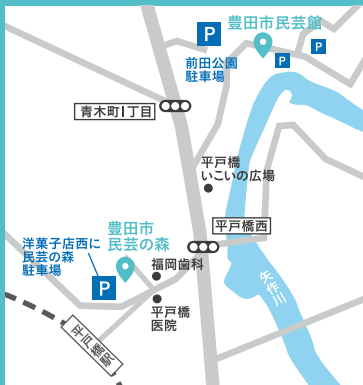 豊田市民芸館
P
前田公園
駐車場
P
P
青木町1丁目
平戸橋
いこいの広場
平戸橋西
豊田市
民芸の森
洋菓子店西に
民芸の森
駐車場
P
福岡歯科
平戸橋
医院
矢作川
平戸橋駅